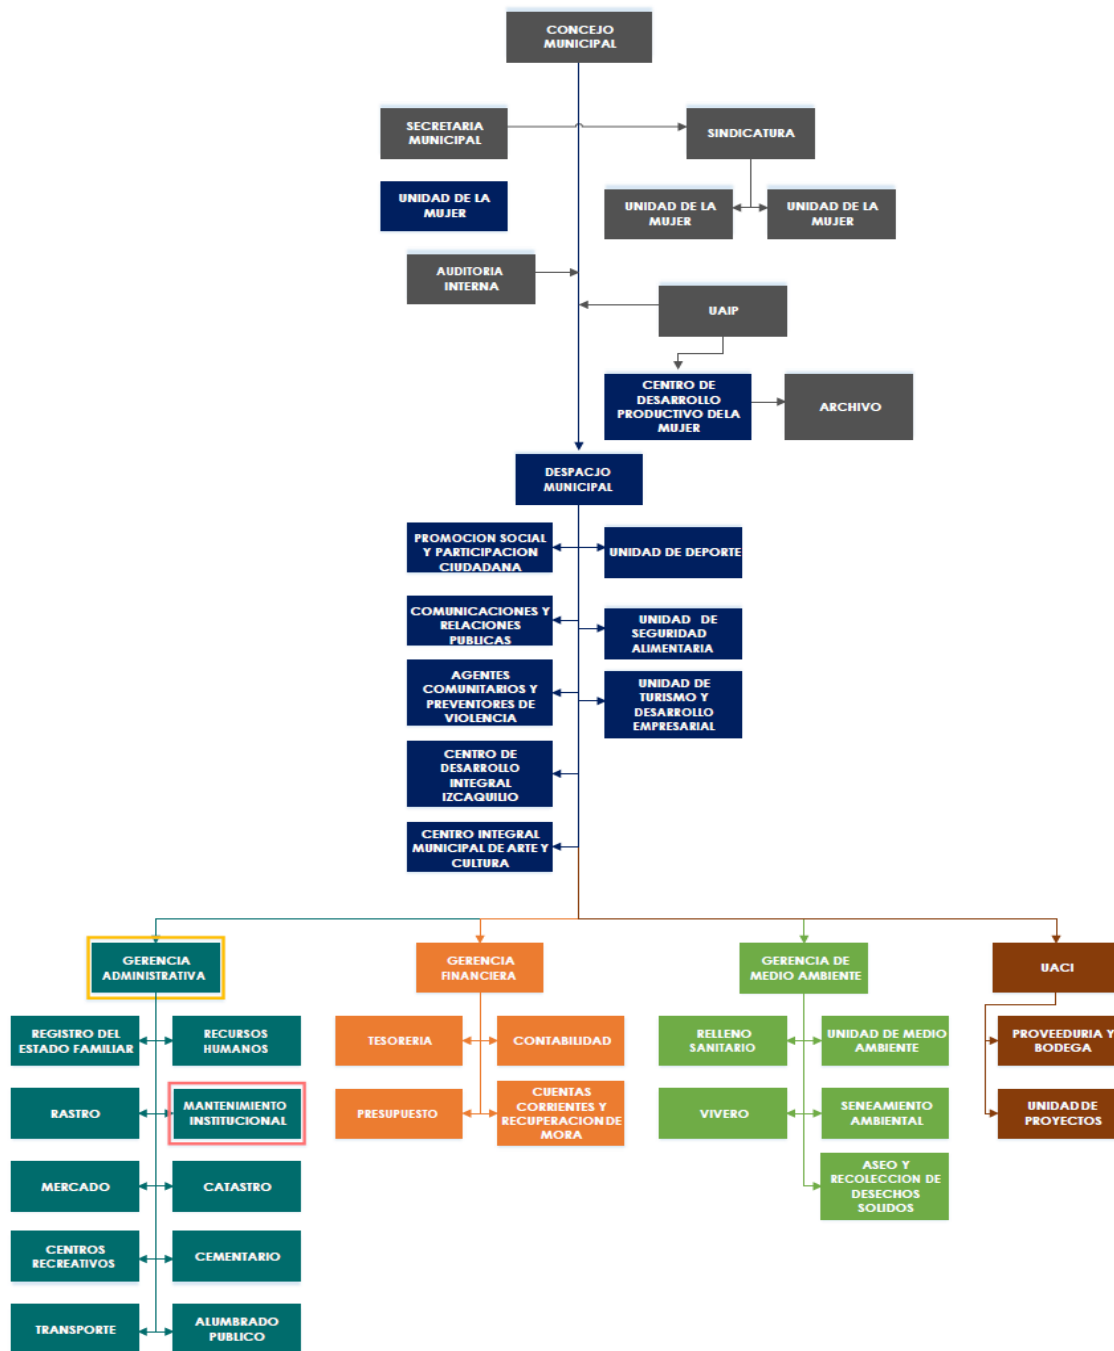 CONCEJO
MUNICIPAL
SECRETARIA
MUNICIPAL
SINDICATURA
UNIDAD DE LA
MUJER
UNIDAD DE LA
MUJER
UNIDAD DE LA
MUJER
AUDITORIA
INTERNA
UAIP
CENTRO DE
DESARROLLO
PRODUCTIVO DELA
MUJER
ARCHIVO
DESPACJO
MUNICIPAL
PROMOCION SOCIAL
Y PARTICIPACION
CIUDADANA
UNIDAD DE DEPORTE
COMUNICACIONES Y
RELACIONES
PUBLICAS
UNIDAD DE
SEGURIDAD
ALIMENTARIA
AGENTES
COMUNITARIOS Y
PREVENTORES DE
VIOLENCIA
UNIDAD DE
TURISMO Y
DESARROLLO
EMPRESARIAL
CENTRO DE
DESARROLLO
INTEGRAL
IZCAQUILIO
CENTRO INTEGRAL
MUNICIPAL DE ARTE Y
CULTURA
GERENCIA
ADMINISTRATIVA
GERENCIA
FINANCIERA
GERENCIA DE
MEDIO AMBIENTE
UACI
REGISTRO DEL
ESTADO FAMILIAR
RECURSOS
HUMANOS
TESORERIA
CONTABILIDAD
RELLENO
SANITARIO
UNIDAD DE MEDIO
AMBIENTE
PROVEEDURIA Y
BODEGA
RASTRO
MANTENIMIENTO
INSTITUCIONAL
PRESUPUESTO
CUENTAS
CORRIENTES Y
RECUPERACION DE
MORA
VIVERO
SENEAMIENTO
AMBIENTAL
UNIDAD DE
PROYECTOS
MERCADO
CATASTRO
ASEO Y
RECOLECCION DE
DESECHOS
SOLIDOS
CENTROS
RECREATIVOS
CEMENTARIO
TRANSPORTE
ALUMBRADO
PUBLICO